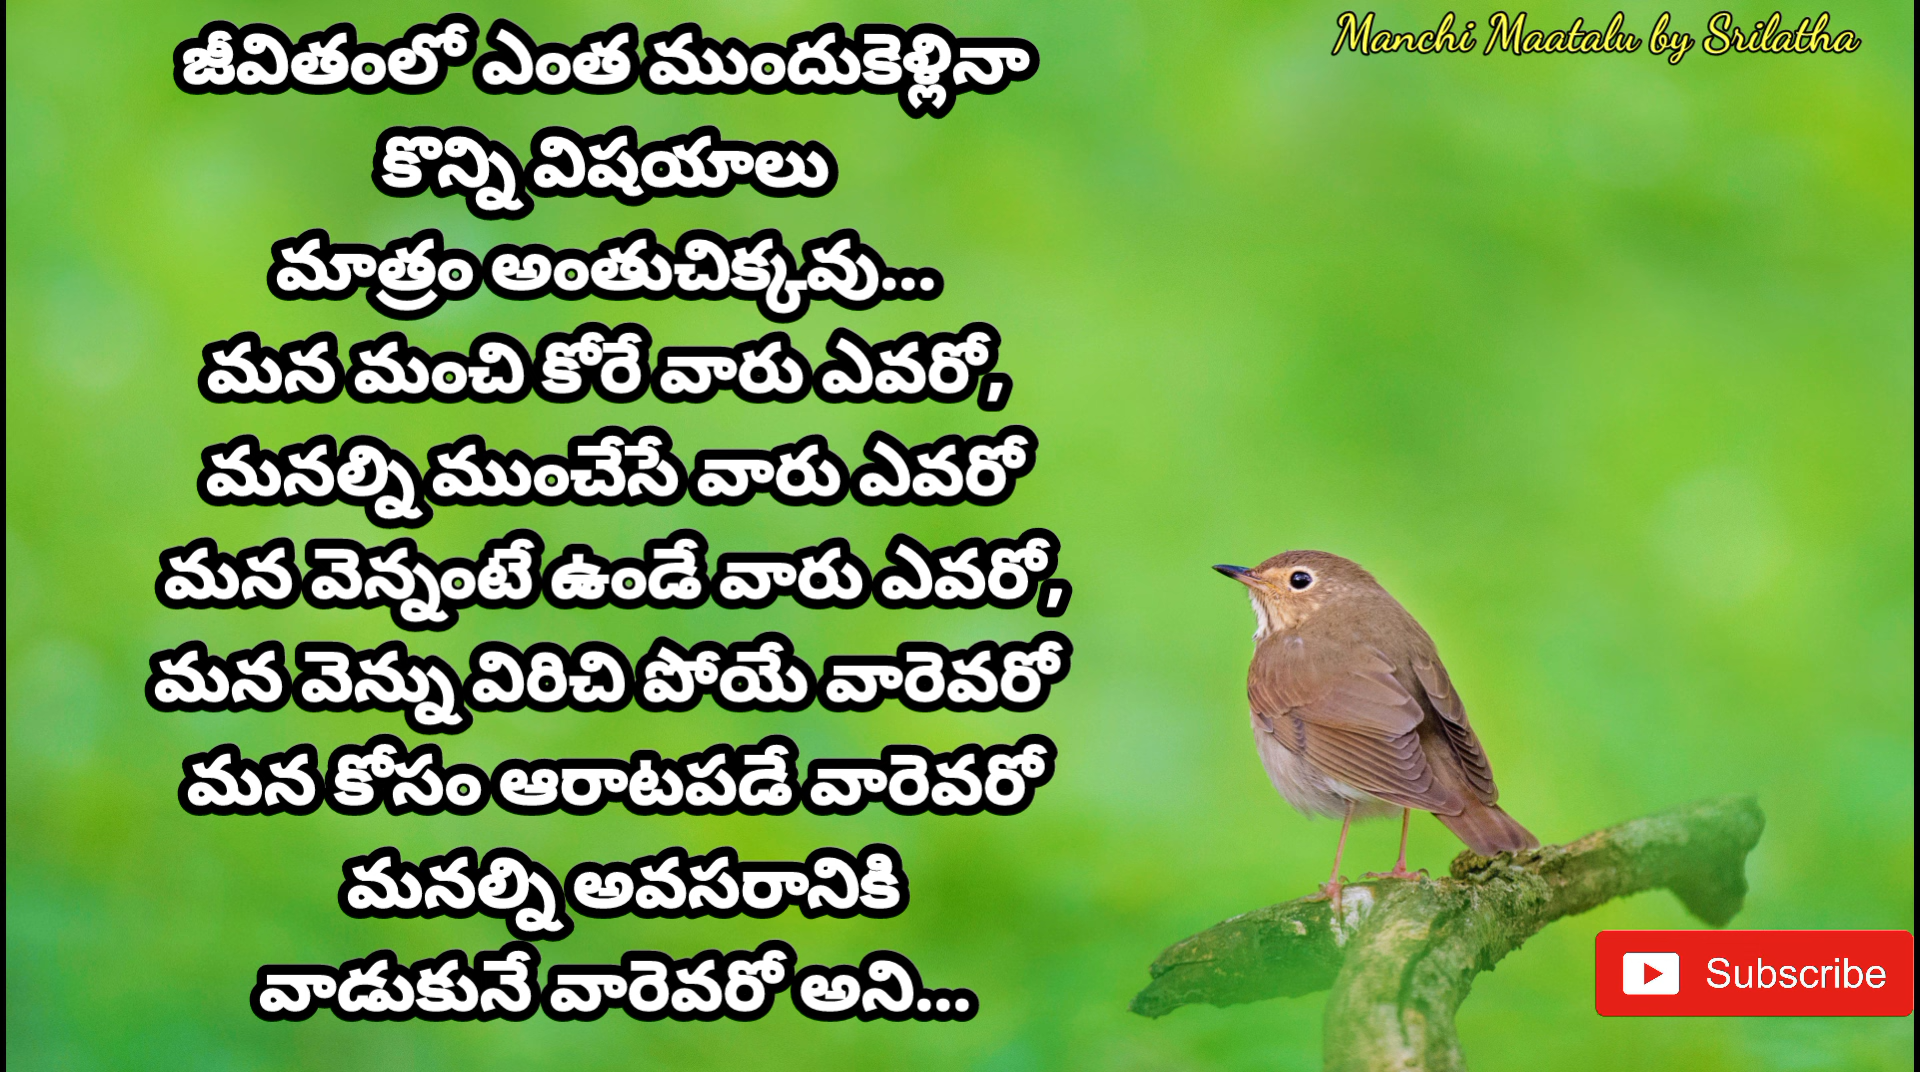 Manchi Maatalu by Srilatha
జీవితంలో ఎంత ముందుకెళ్లినా
కొన్ని విషయాలు
మాత్రం అంతుచిక్కవు...
మన మంచి కోరే వారు ఎవరో,
మనల్ని ముంచేసే వారు ఎవరో
మన వెన్నంటే ఉండే వారు ఎవరో,
మన వెన్ను విరిచి పోయే వారెవరో
మన కోసం ఆరాటపడే వారెవరో
మనల్ని అవసరానికి
వాడుకునే వారెవరో అని...
Subscribe